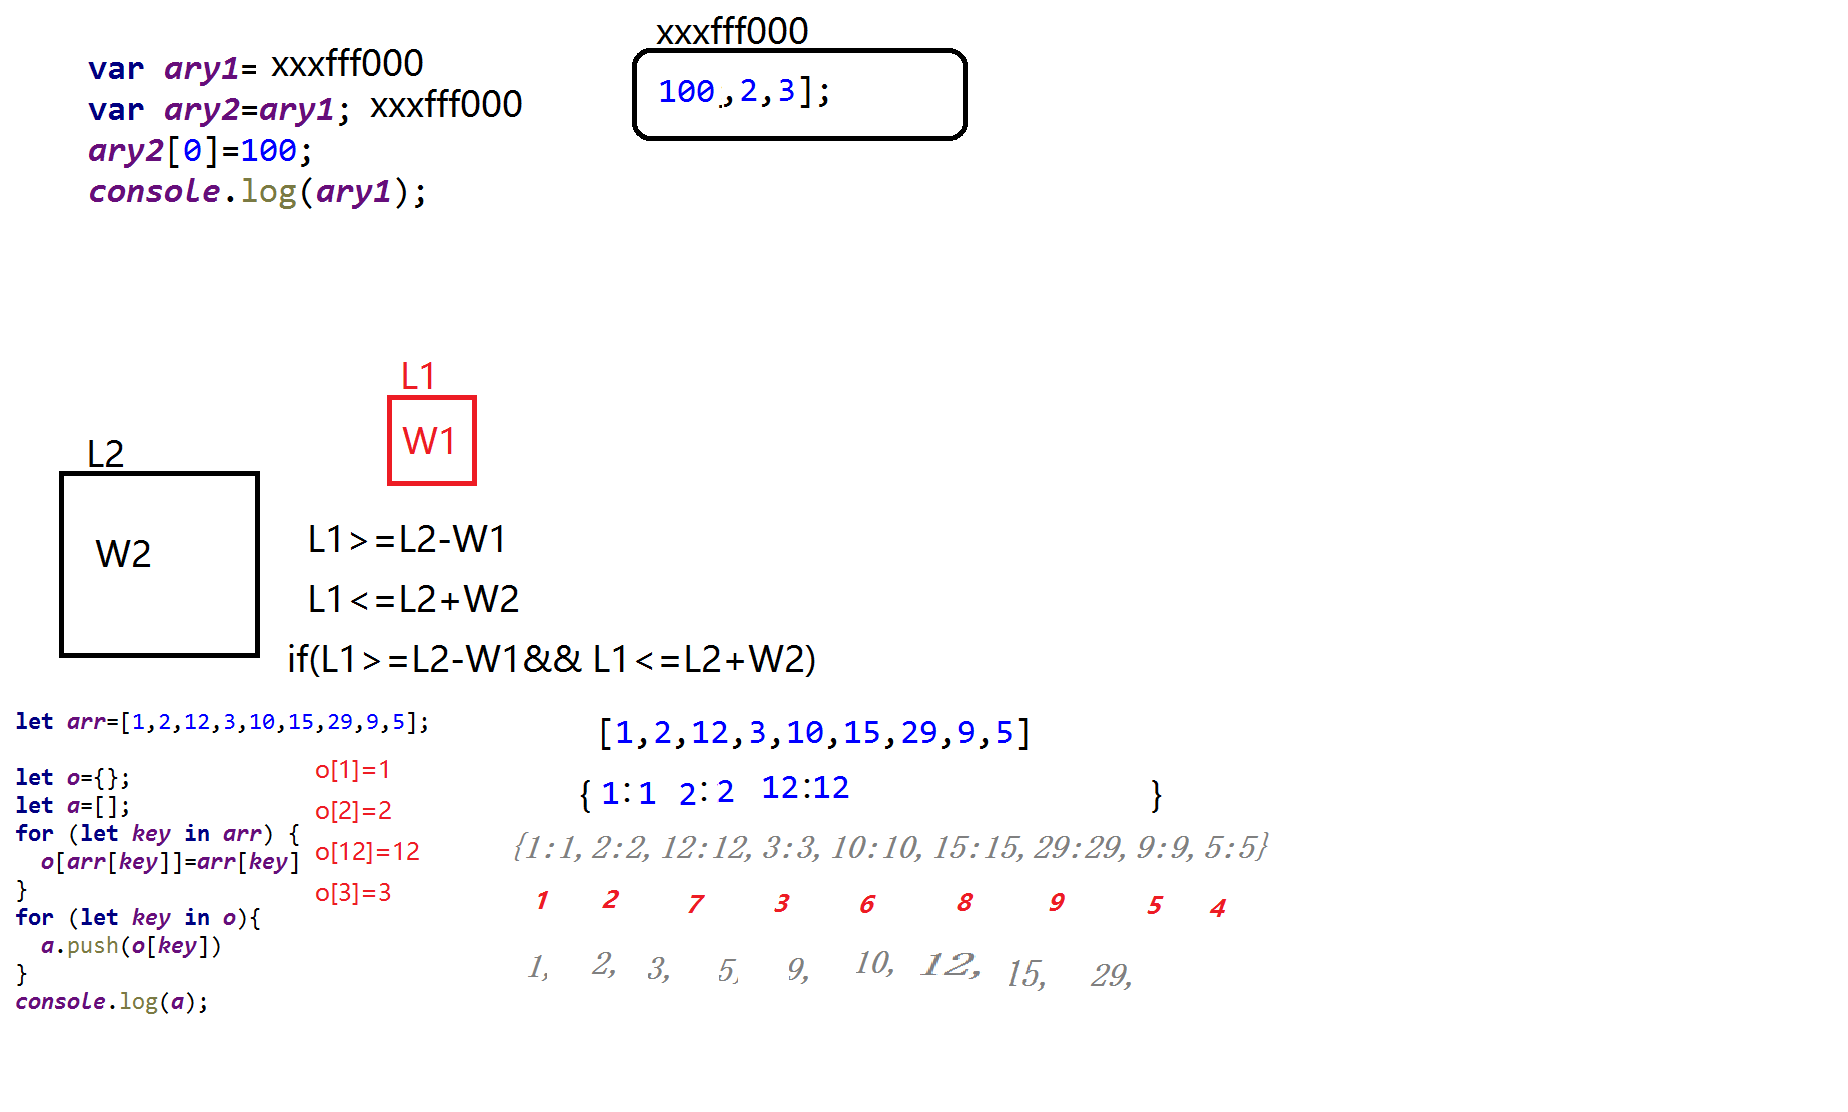 xxxfff000
var ary1= xxxfff000
100,2,3];
var ary2=ary1; xxxfff000
ary2[0]=100;
console.log(ary1);
L1
W1
L2
W2
L1>=L2-W1
L1<=L2+W2
if(L1>=L2-W1&& L1<=L2+W2)
let arr=[1,2,12,3,10,15,29,9,5];
let o={};
let a=[];
for (let key in arr) {
o[arr[key]]=arr[key]
}
for (let key in o){
a.push(o[key])
}
console.log(a);
o[1]=1
o[2]=2
o[12]=12
o[3]=3
[1,2,12,3,10,15,29,9,5]
{ 1:1 2:2 12:12 }
{1:1, 2:2, 12:12, 3:3, 10:10, 15:15, 29:29, 9:9, 5:5}
1 2 7 3 6 8 9 5 4
1, 2, 3, 5, 9, 10, 12, 15, 29,